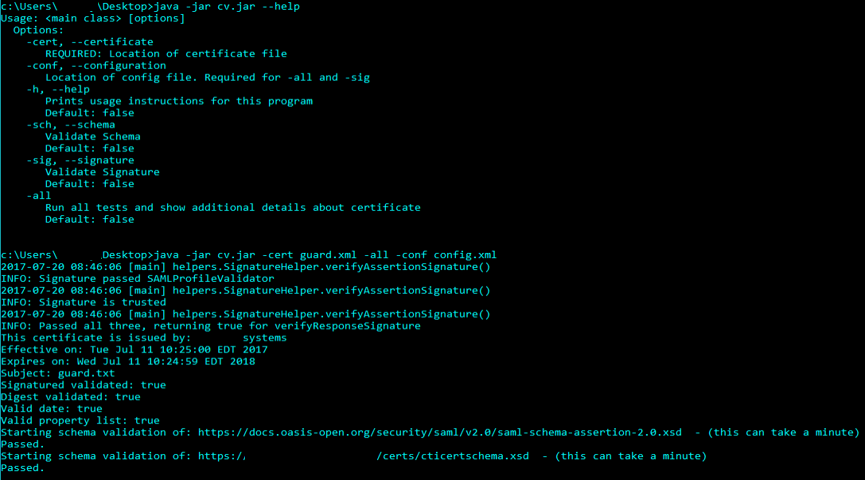 c:\Users\ \Desktop>java -jar cv.jar --help
Usage: <main class> [options]
  Options:
    -cert, --certificate
       REQUIRED: Location of certificate file
    -conf, --configuration
       Location of config file. Required for -all and -sig
    -h, --help
       Prints usage instructions for this program
       Default: false
    -sch, --schema
       Validate Schema
       Default: false
    -sig, --signature
       Validate Signature
       Default: false
    -all
       Run all tests and show additional details about certificate
       Default: false
c:\Users\ Desktop>java -jar cv.jar -cert guard.xml -all -conf config.xml
2017-07-20 08:46:06 [main] helpers.SignatureHelper.verifyAssertionSignature()
INFO: Signature passed SAMLProfileValidator
2017-07-20 08:46:06 [main] helpers.SignatureHelper.verifyAssertionSignature()
INFO: Signature is trusted
2017-07-20 08:46:06 [main] helpers.SignatureHelper.verifyAssertionSignature()
INFO: Passed all three, returning true for verifyResponseSignature
This certificate is issued by: systems
Effective on: Tue Jul 11 10:25:00 EDT 2017
Expires on: Wed Jul 11 10:24:59 EDT 2018
Subject: guard.txt
Signatured validated: true
Digest validated: true
Valid date: true
Valid property list: true
Starting schema validation of: https://docs.oasis-open.org/security/saml/v2.0/saml-schema-assertion-2.0.xsd  - (this can take a minute)
Passed.
Starting schema validation of: https:/ /certs/cticertschema.xsd  - (this can take a minute)
Passed.